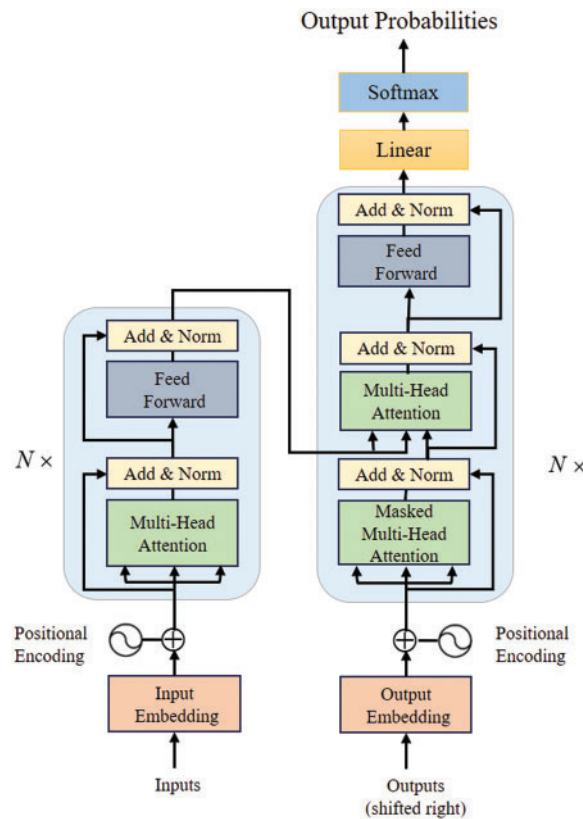 Output Probabilities
Softmax
Linear
Add & Norm
Feed
Forward
Add & Norm
Multi-Head
Attention
Add & Norm
Masked
Multi-Head
Attention
N ×
Add & Norm
Feed
Forward
Add & Norm
Multi-Head
Attention
N ×
Positional
Encoding
Positional
Encoding
Input
Embedding
Output
Embedding
Inputs
Outputs
(shifted right)